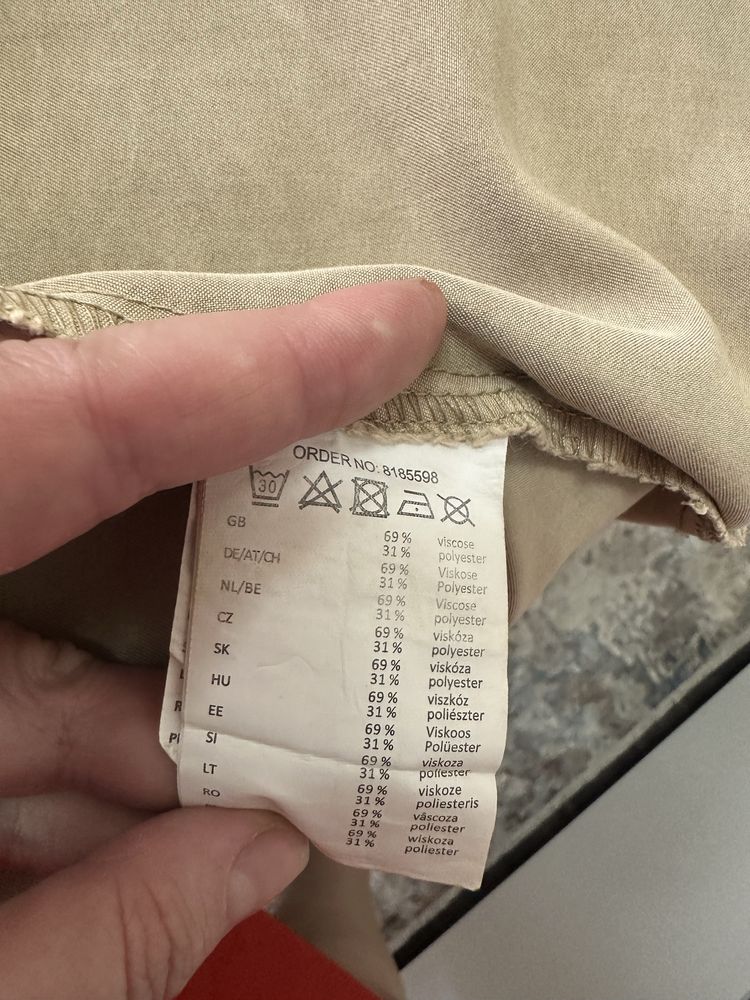 ORDER NO: 8185598
30
GB 69 % viscose
31 % polyester
DE/AT/CH 69 % Viskose
31 % Polyester
NL/BE 69 % Viscose
31 % polyester
CZ 69 % viskóza
31 % polyester
SK 69 % viskóza
31 % polyester
HU 69 % viszkóz
31 % poliészter
EE 69 % Viskoos
31 % Polüester
SI 69 % viskoza
31 % poliester
LT 69 % viskoze
31 % poliesteris
RO 69 % vâscoza
31 % poliester
69 % wiskoza
31 % poliester